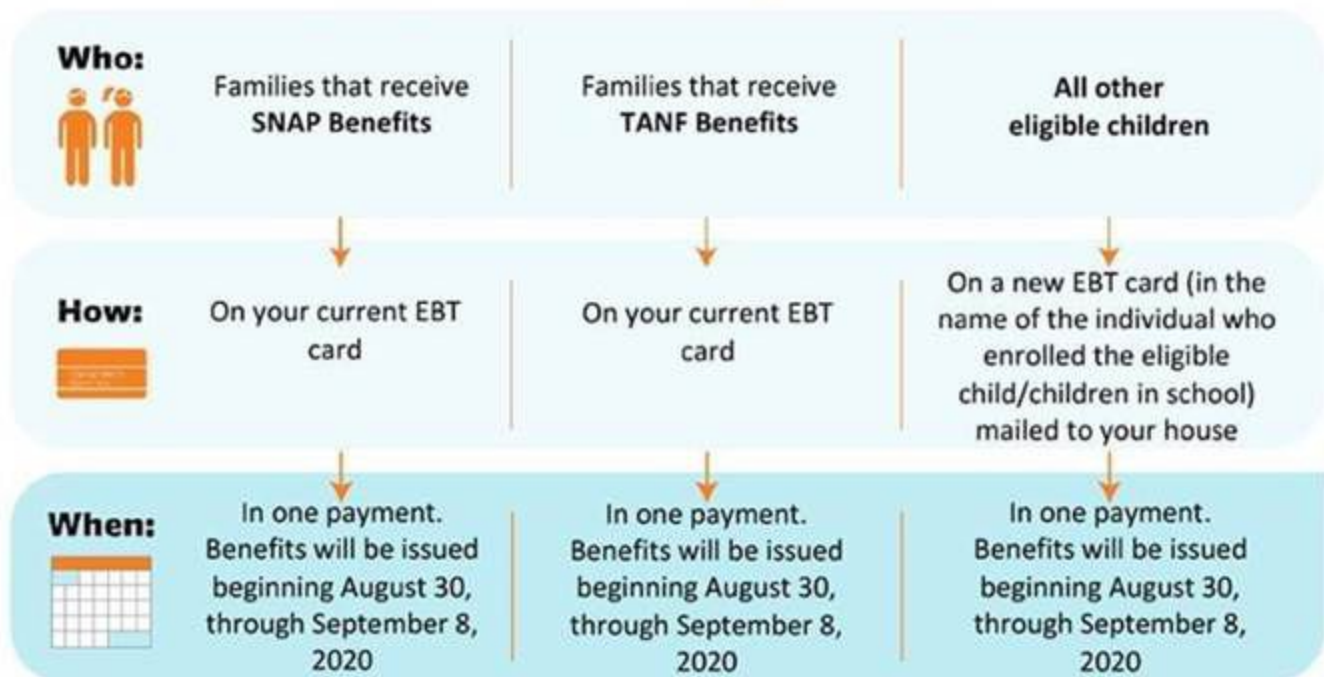 Who:
Families that receive
SNAP Benefits
Families that receive
TANF Benefits
All other
eligible children
How:
On your current EBT
card
On your current EBT
card
On a new EBT card (in the
name of the individual who
enrolled the eligible
child/children in school)
mailed to your house
When:
In one payment.
Benefits will be issued
beginning August 30,
through September 8,
2020
In one payment.
Benefits will be issued
beginning August 30,
through September 8,
2020
In one payment.
Benefits will be issued
beginning August 30,
through September 8,
2020